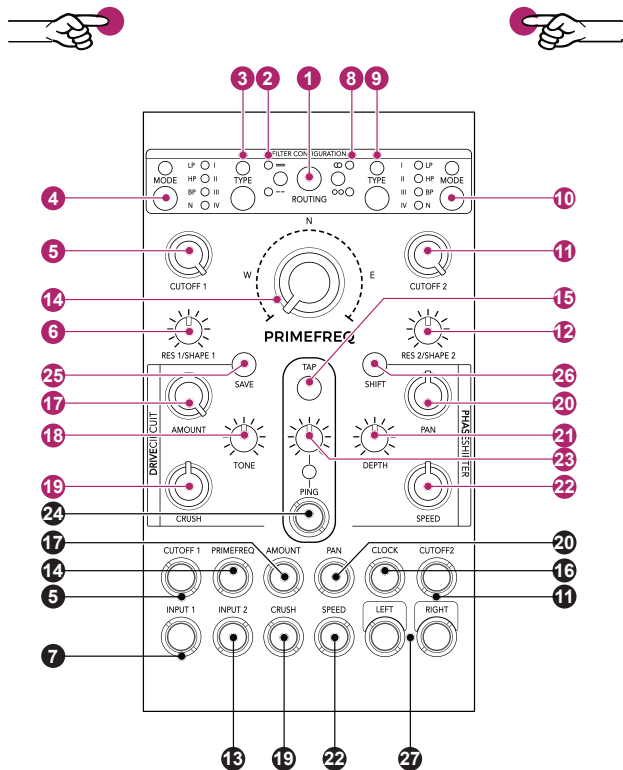 3 2 1 8 9
FILTER CONFIGURATION
LP I I LP
HP II II HP
MODE TYPE TYPE MODE
BP III III BP
N IV IV N
ROUTING
4 10
N
5 11
W E
CUTOFF 1 CUTOFF 2
14 15
6 12
PRIMEFREQ
RES 1/SHAPE 1 RES 2/SHAPE 2
TAP
25 26
SAVE SHIFT
17 20
AMOUNT PAN
DRIVECIRCUIT
PHASESHIFTER
18 21
TONE DEPTH
23
19 22
PING
CRUSH SPEED
24
17 20
CUTOFF 1 PRIMEFREQ AMOUNT PAN CLOCK CUTOFF2
14 16
5 11
INPUT 1 INPUT 2 CRUSH SPEED LEFT RIGHT
7
13 19 22 27